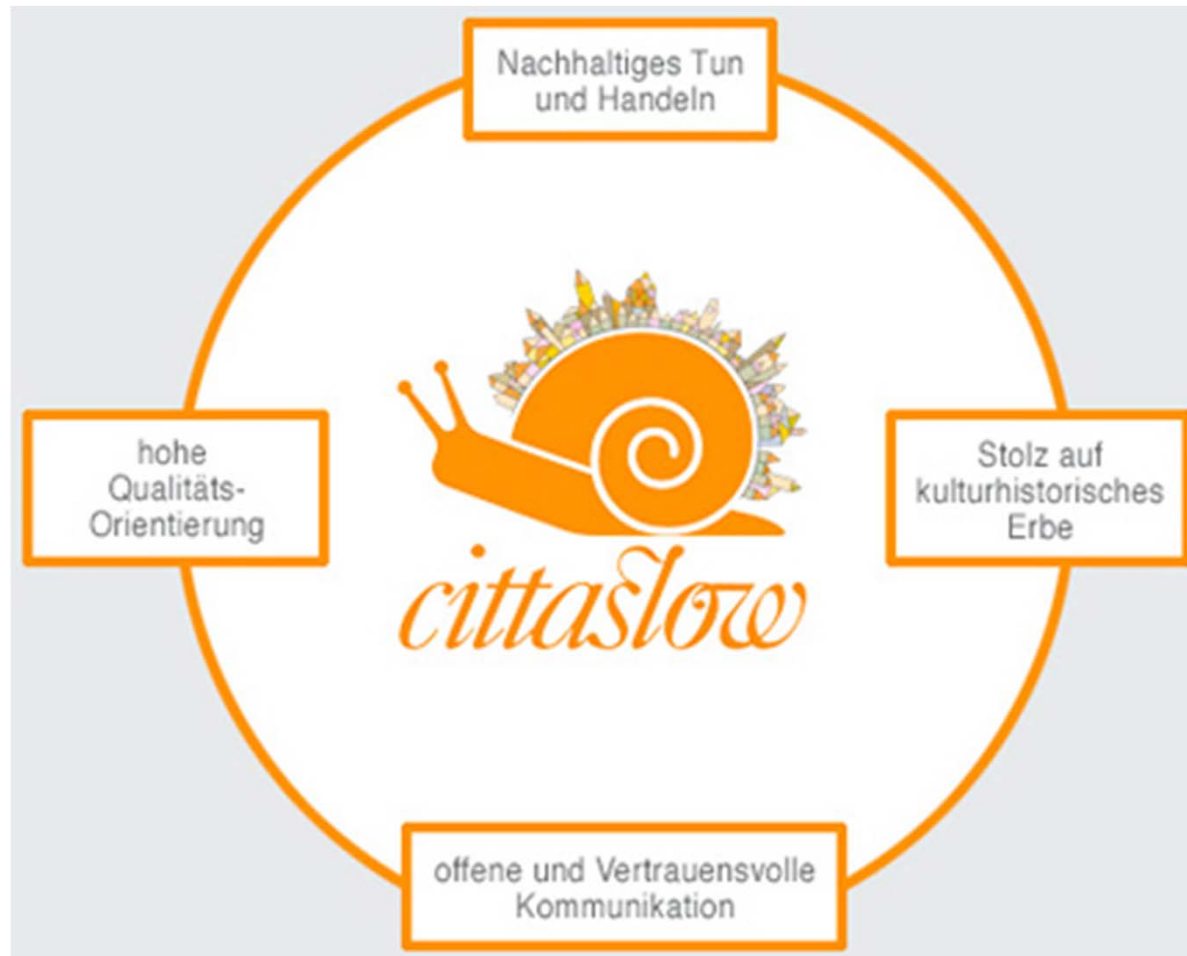 Nachhaltiges Tun
und Handeln
hohe
Qualitäts-
Orientierung
Stolz auf
kulturhistorisches
Erbe
cittaslow
offene und Vertrauensvolle
Kommunikation